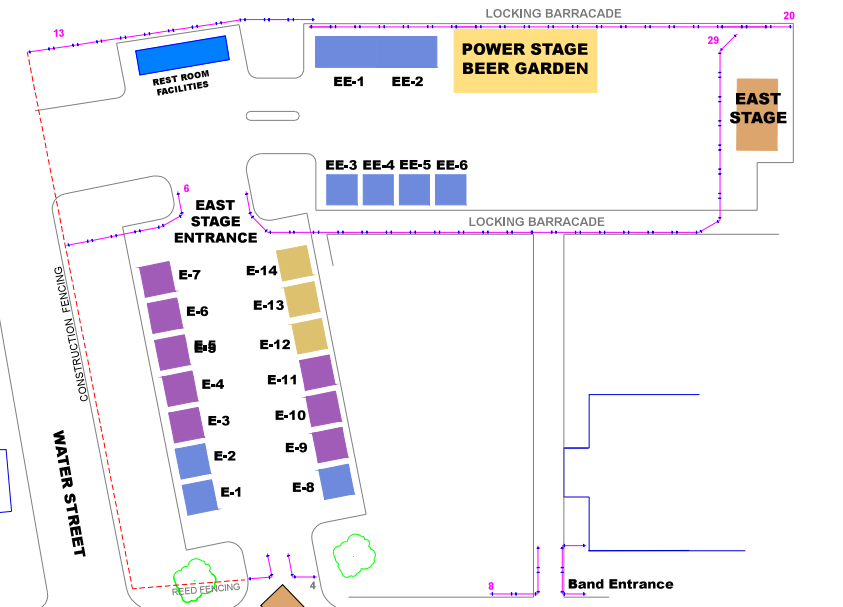 LOCKING BARRACADE
20
13
29
POWER STAGE
BEER GARDEN
REST ROOM
FACILITIES
EE-1
EE-2
EAST
STAGE
EE-3
EE-4
EE-5
EE-6
6
EAST
STAGE
ENTRANCE
LOCKING BARRACADE
CONSTRUCTION FENCING
E-7
E-14
E-6
E-13
E-5
E-12
E-4
E-11
E-3
E-10
E-2
E-9
E-1
E-8
WATER STREET
REED FENCING
4
8
Band Entrance